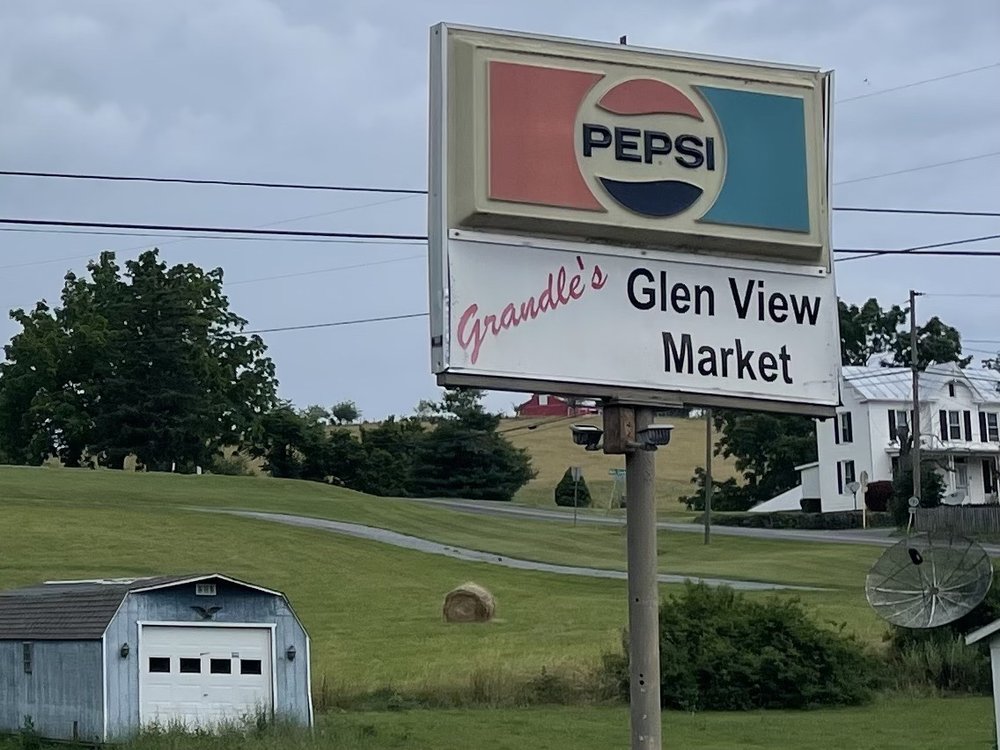 PEPSI
Grandle's Glen View
Market